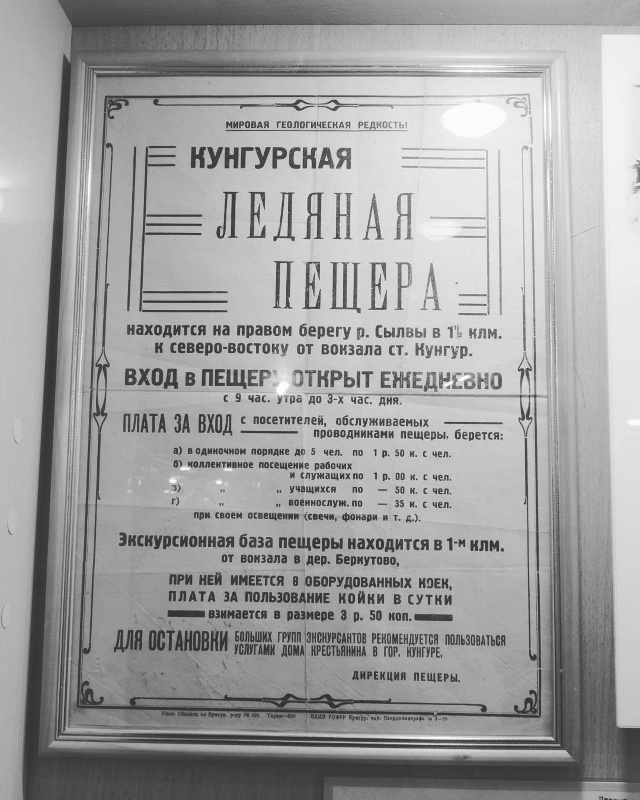 МИРОВАЯ ГЕОЛОГИЧЕСКАЯ РЕДКОСТЬ!
КУНГУРСКАЯ
ЛЕДЯНАЯ
ПЕЩЕРА
находится на правом берегу р. Сылвы в 1½ клм.
к северо-востоку от вокзала ст. Кунгур.
ВХОД в ПЕЩЕРУ ОТКРЫТ ЕЖЕДНЕВНО
с 9 час. утра до 3-х час. дня.
ПЛАТА ЗА ВХОД с посетителей, обслуживаемых
проводниками пещеры, берется:
а) в одиночном порядке до 5 чел. по 1 р. 50 к. с чел.
б) коллективное посещение рабочих
и служащих по 1 р. 00 к. с чел.
в) „ „ учащихся по — 50 к. с чел.
г) „ „ военнослуж. по — 35 к. с чел.
при своем освещении (свечи, фонари и т. д.).
Экскурсионная база пещеры находится в 1-м клм.
от вокзала в дер. Беркутово,
ПРИ НЕЙ ИМЕЕТСЯ 8 ОБОРУДОВАННЫХ КОЕК,
ПЛАТА ЗА ПОЛЬЗОВАНИЕ КОЙКИ В СУТКИ
взимается в размере 3 р. 50 коп.
ДЛЯ ОСТАНОВКИ БОЛЬШИХ ГРУПП ЭКСКУРСАНТОВ РЕКОМЕНДУЕТСЯ ПОЛЬЗОВАТЬСЯ
УСЛУГАМИ ДОМА КРЕСТЬЯНИНА В ГОР. КУНГУРЕ.
ДИРЕКЦИЯ ПЕЩЕРЫ.